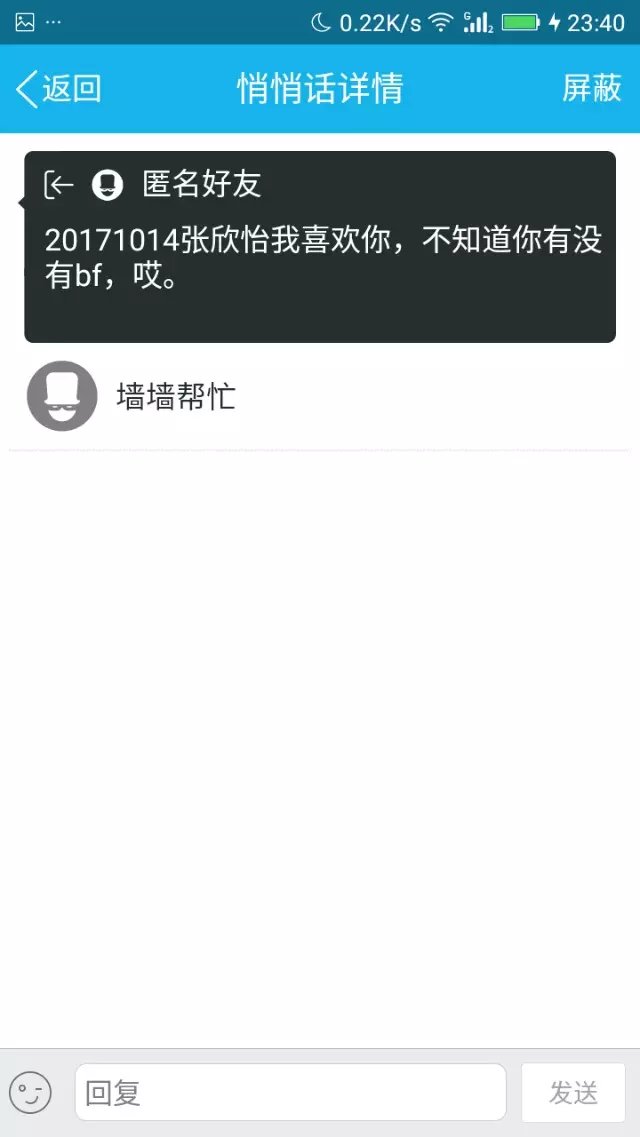 ··· 0.22K/s G 2 23:40
返回 悄悄话详情 屏蔽
匿名好友
20171014张欣怡我喜欢你，不知道你有没
有bf，哎。
墙墙帮忙
回复 发送